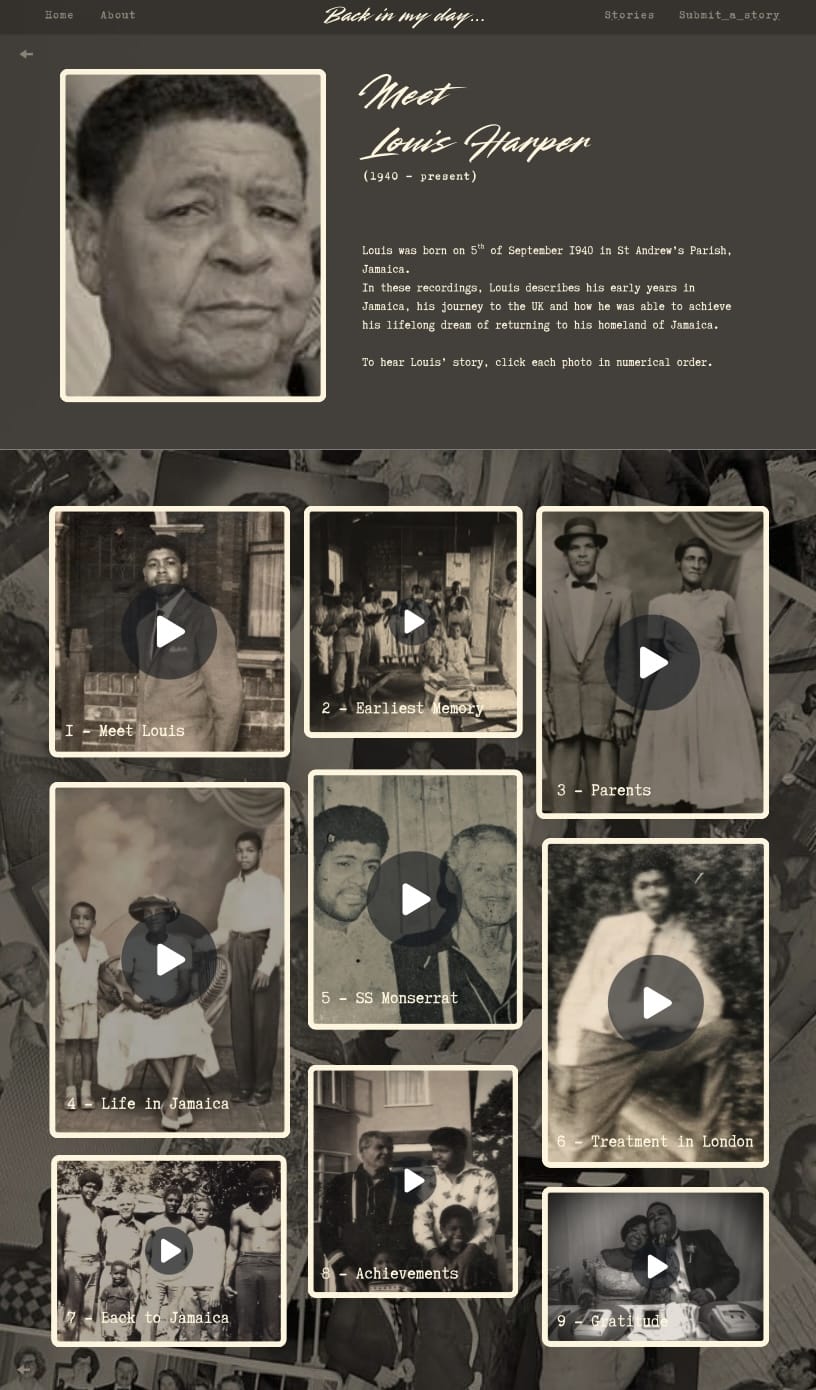 Home About Back in my day... Stories Submit_a_story
Meet
Louis Harper
(1940 - present)
Louis was born on 5th of September 1940 in St Andrew's Parish,
Jamaica.
In these recordings, Louis describes his early years in
Jamaica, his journey to the UK and how he was able to achieve
his lifelong dream of returning to his homeland of Jamaica.
To hear Louis' story, click each photo in numerical order.
1 - Meet Louis
2 - Earliest Memory
3 - Parents
4 - Life in Jamaica
5 - SS Monserrat
6 - Treatment in London
7 - Back to Jamaica
8 - Achievements
9 - Gratitude